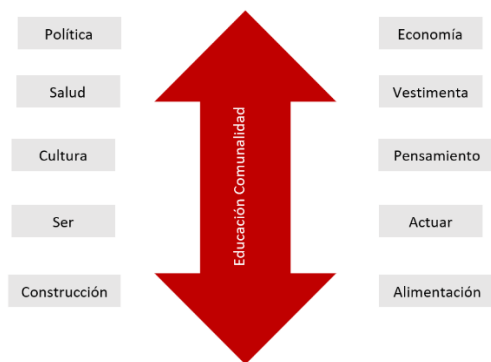 Política
Economía
Salud
Vestimenta
Cultura
Pensamiento
Ser
Actuar
Construcción
Alimentación
Educación Comunalidad